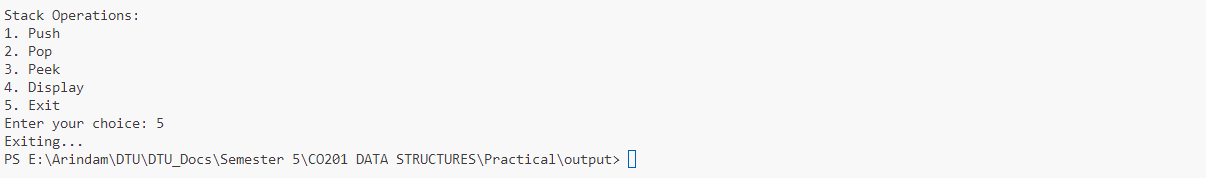 Stack Operations:
1. Push
2. Pop
3. Peek
4. Display
5. Exit
Enter your choice: 5
Exiting...
PS E:\Arindam\DTU\DTU_Docs\Semester 5\CO201 DATA STRUCTURES\Practical\output>